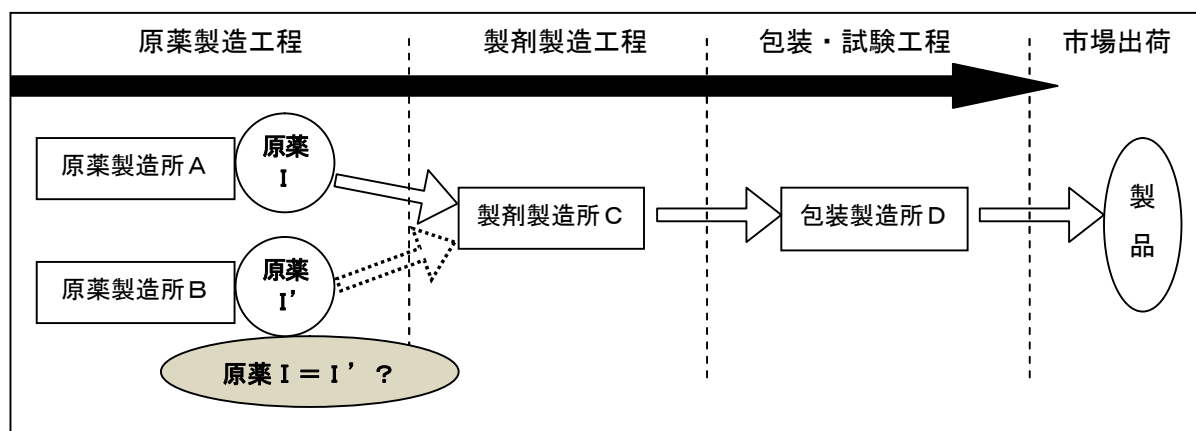 原薬製造工程
製剤製造工程
包装・試験工程
市場出荷
原薬製造所A
原薬
I
製剤製造所C
包装製造所D
製
品
原薬製造所B
原薬
I'
原薬I=I’?